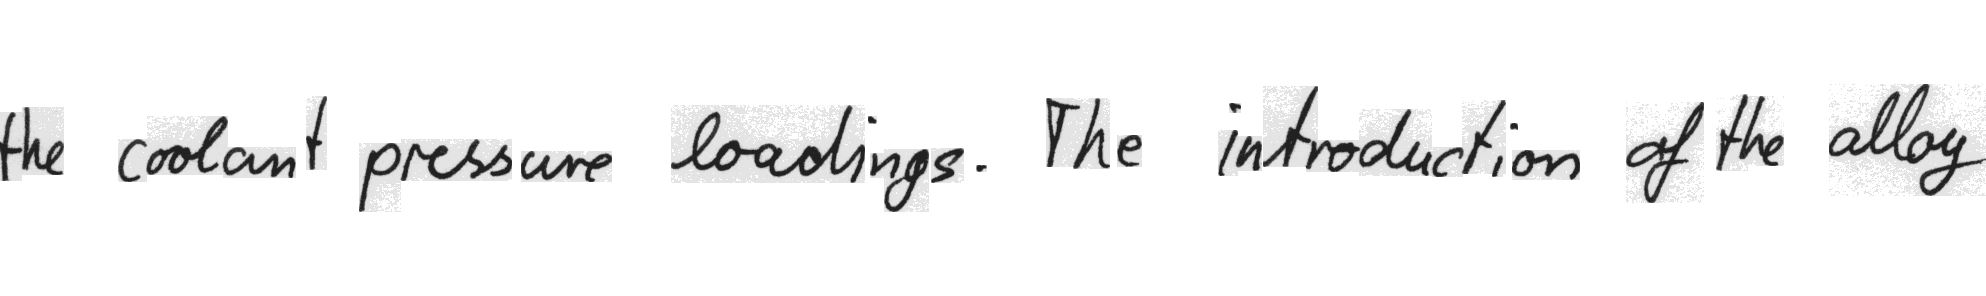 the coolant pressure loadings. The introduction of the alloy